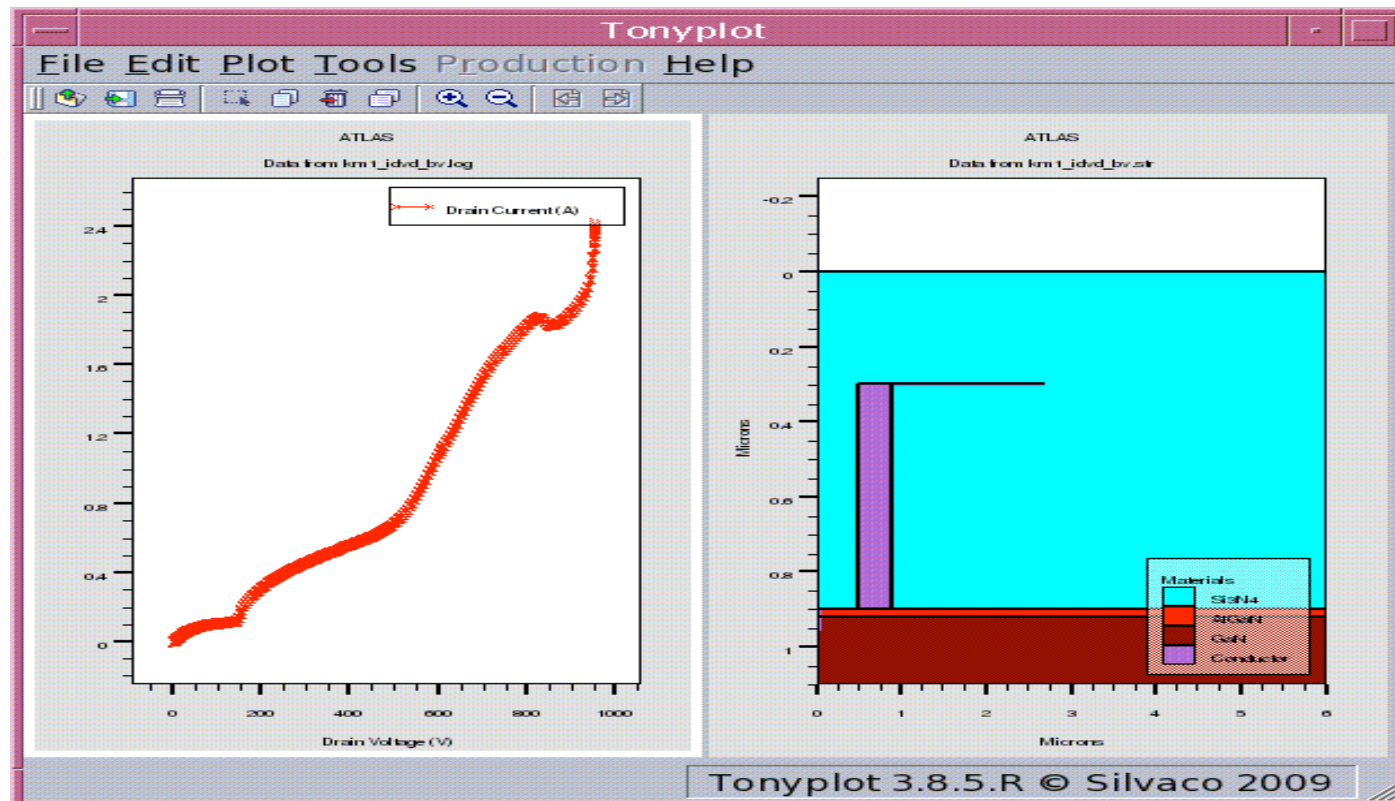 Tonyplot
File Edit Plot Tools Production Help
ATLAS
Data from km1_idvd_bv.log
Drain Current (A)
2.4
2
1.6
1.2
0.8
0.4
0
0 200 400 600 800 1000
Drain Voltage (V)
ATLAS
Data from km1_idvd_bv.str
-0.2
0
0.2
0.4
0.6
0.8
1
Microns
Materials
Si3N4
AlGaN
GaN
Conductor
0 1 2 3 4 5 6
Microns
Tonyplot 3.8.5.R © Silvaco 2009